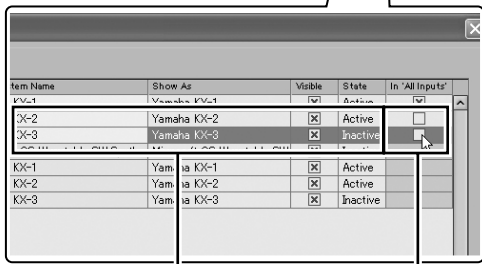 tem Name Show As Visible State In 'All Inputs'
KX-1 Yamaha KX-1 Active
X-2 Yamaha KX-2 Active
X-3 Yamaha KX-3 Inactive
KX-1 Yamaha KX-1 Active
KX-2 Yamaha KX-2 Active
KX-3 Yamaha KX-3 Inactive